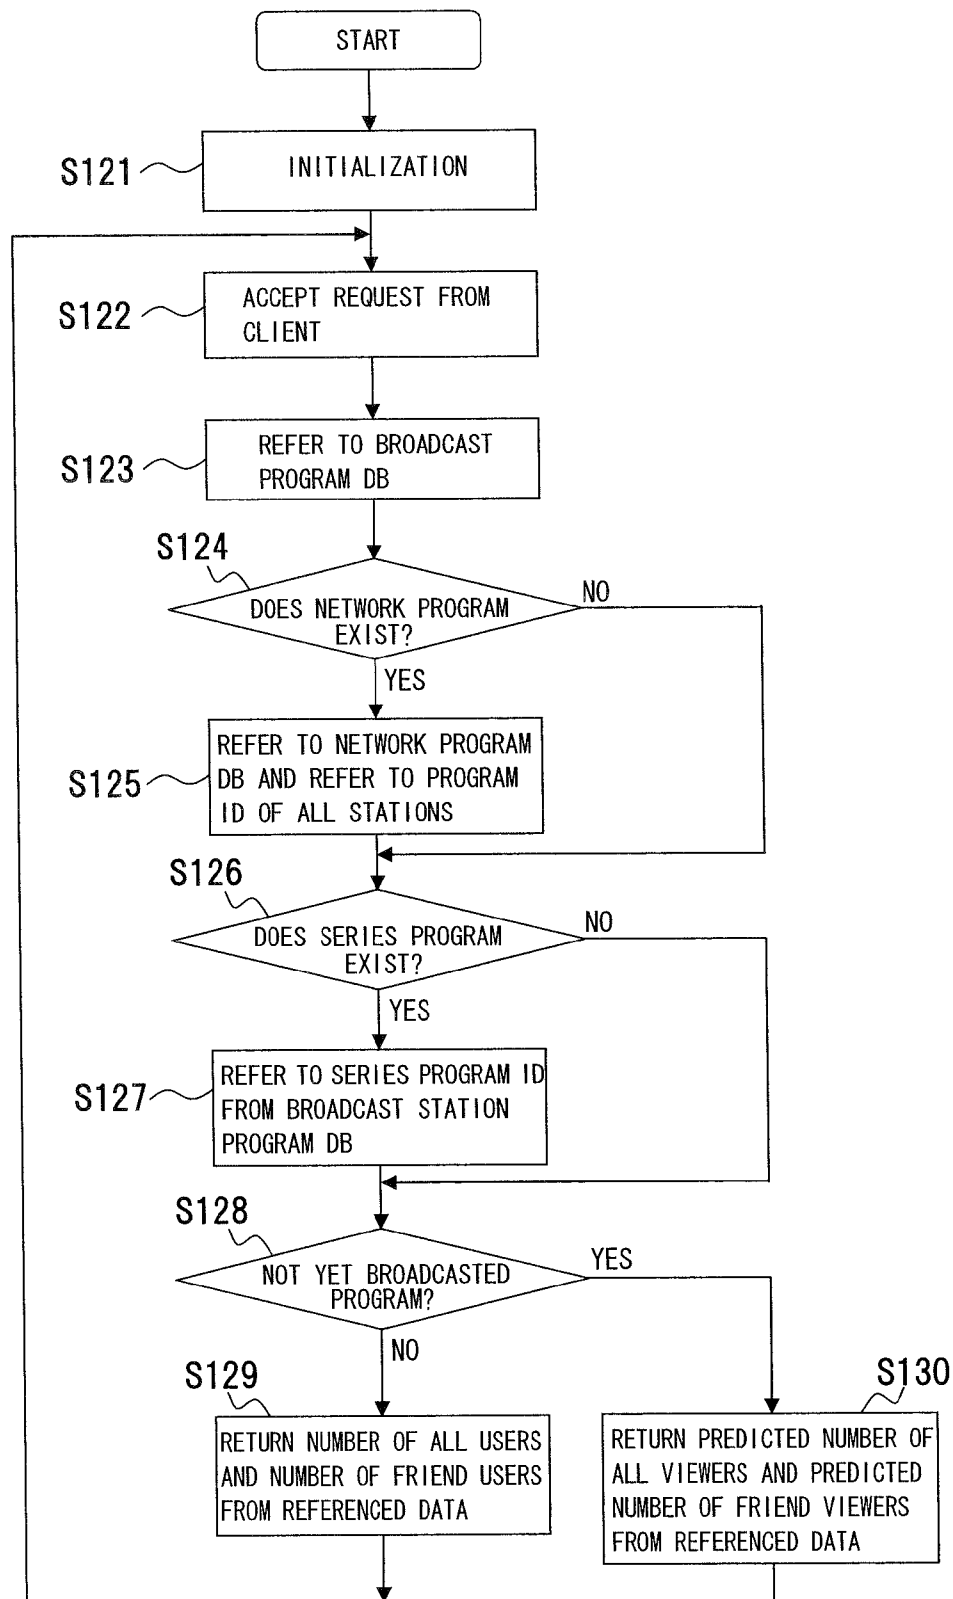 START
S121
INITIALIZATION
S122
ACCEPT REQUEST FROM
CLIENT
S123
REFER TO BROADCAST
PROGRAM DB
S124
DOES NETWORK PROGRAM
EXIST?
NO
YES
S125
REFER TO NETWORK PROGRAM
DB AND REFER TO PROGRAM
ID OF ALL STATIONS
S126
DOES SERIES PROGRAM
EXIST?
NO
YES
S127
REFER TO SERIES PROGRAM ID
FROM BROADCAST STATION
PROGRAM DB
S128
NOT YET BROADCASTED
PROGRAM?
YES
NO
S129
RETURN NUMBER OF ALL USERS
AND NUMBER OF FRIEND USERS
FROM REFERENCED DATA
S130
RETURN PREDICTED NUMBER OF
ALL VIEWERS AND PREDICTED
NUMBER OF FRIEND VIEWERS
FROM REFERENCED DATA